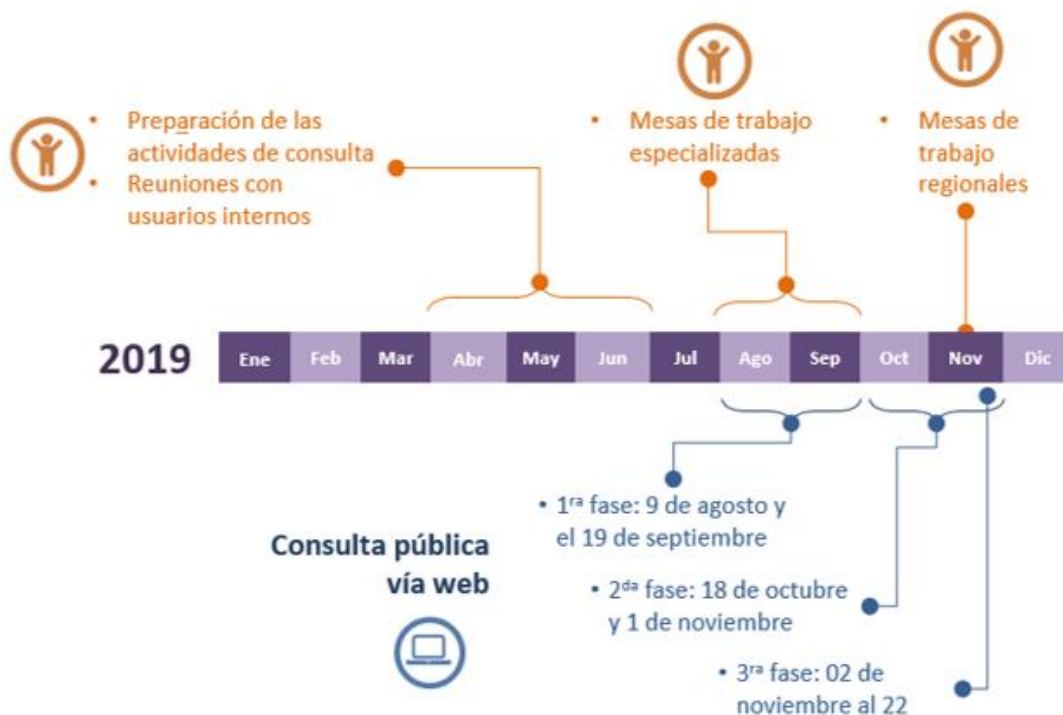 • Preparación de las
actividades de consulta
• Reuniones con
usuarios internos
• Mesas de trabajo
especializadas
• Mesas de
trabajo
regionales
2019
Ene Feb Mar Abr May Jun Jul Ago Sep Oct Nov Dic
Consulta pública
vía web
• 1ra fase: 9 de agosto y
el 19 de septiembre
• 2da fase: 18 de octubre
y 1 de noviembre
• 3ra fase: 02 de
noviembre al 22